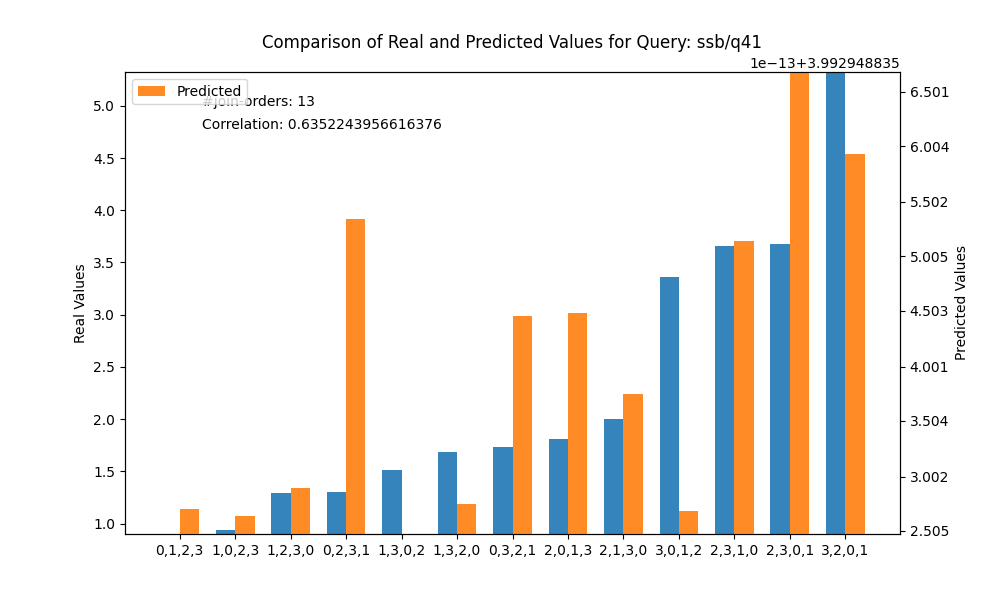 Comparison of Real and Predicted Values for Query: ssb/q41
1e−13+3.992948835
Predicted
#join-orders: 13
Correlation: 0.6352243956616376
Real Values
5.0
4.5
4.0
3.5
3.0
2.5
2.0
1.5
1.0
6.501
6.004
5.502
5.005
4.503
4.001
3.504
3.002
2.505
Predicted Values
0,1,2,3 1,0,2,3 1,2,3,0 0,2,3,1 1,3,0,2 1,3,2,0 0,3,2,1 2,0,1,3 2,1,3,0 3,0,1,2 2,3,1,0 2,3,0,1 3,2,0,1